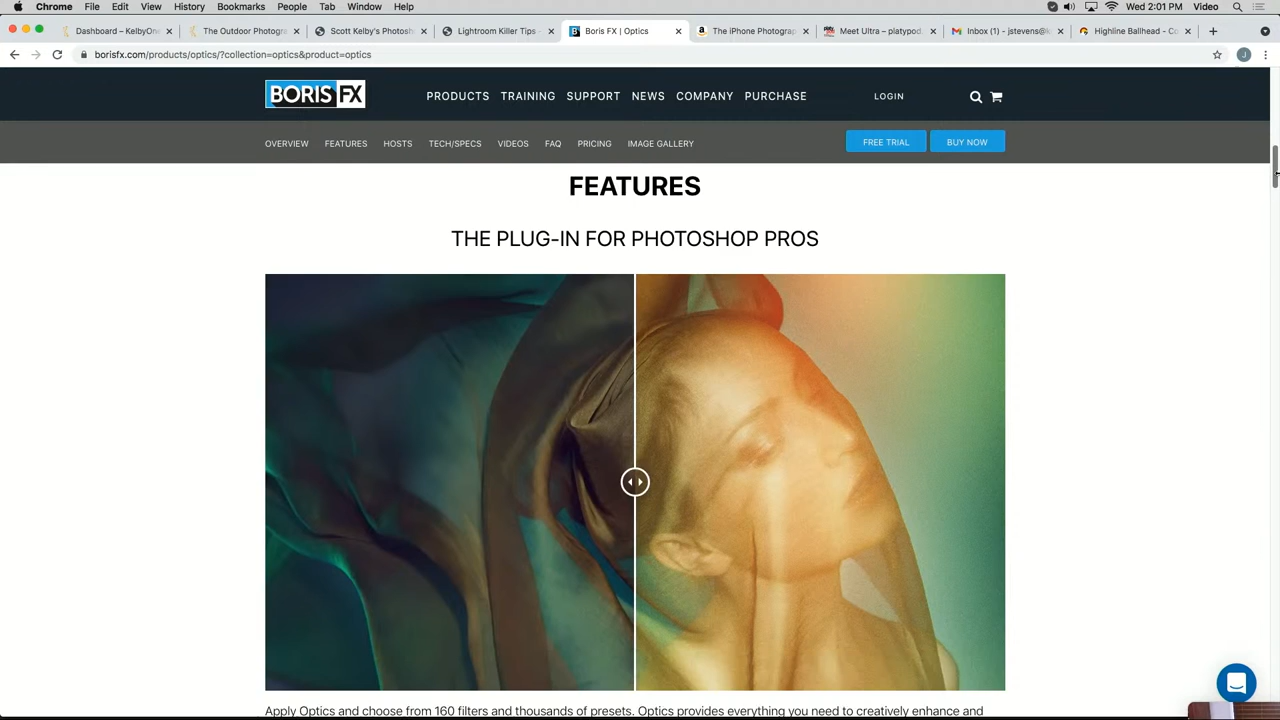 Chrome File Edit View History Bookmarks People Tab Window Help Wed 2:01 PM Video
Dashboard – KelbyOn The Outdoor Photogra Scott Kelby's Photosh Lightroom Killer Tips - Boris FX | Optics The iPhone Photograp Meet Ultra – platypod. Inbox (1) - jstevens@k Highline Ballhead - Co
borisfx.com/products/optics/?collection=optics&product=optics J
BORIS FX PRODUCTS TRAINING SUPPORT NEWS COMPANY PURCHASE LOGIN
OVERVIEW FEATURES HOSTS TECH/SPECS VIDEOS FAQ PRICING IMAGE GALLERY FREE TRIAL BUY NOW
FEATURES
THE PLUG-IN FOR PHOTOSHOP PROS
Apply Optics and choose from 160 filters and thousands of presets. Optics provides everything you need to creatively enhance and